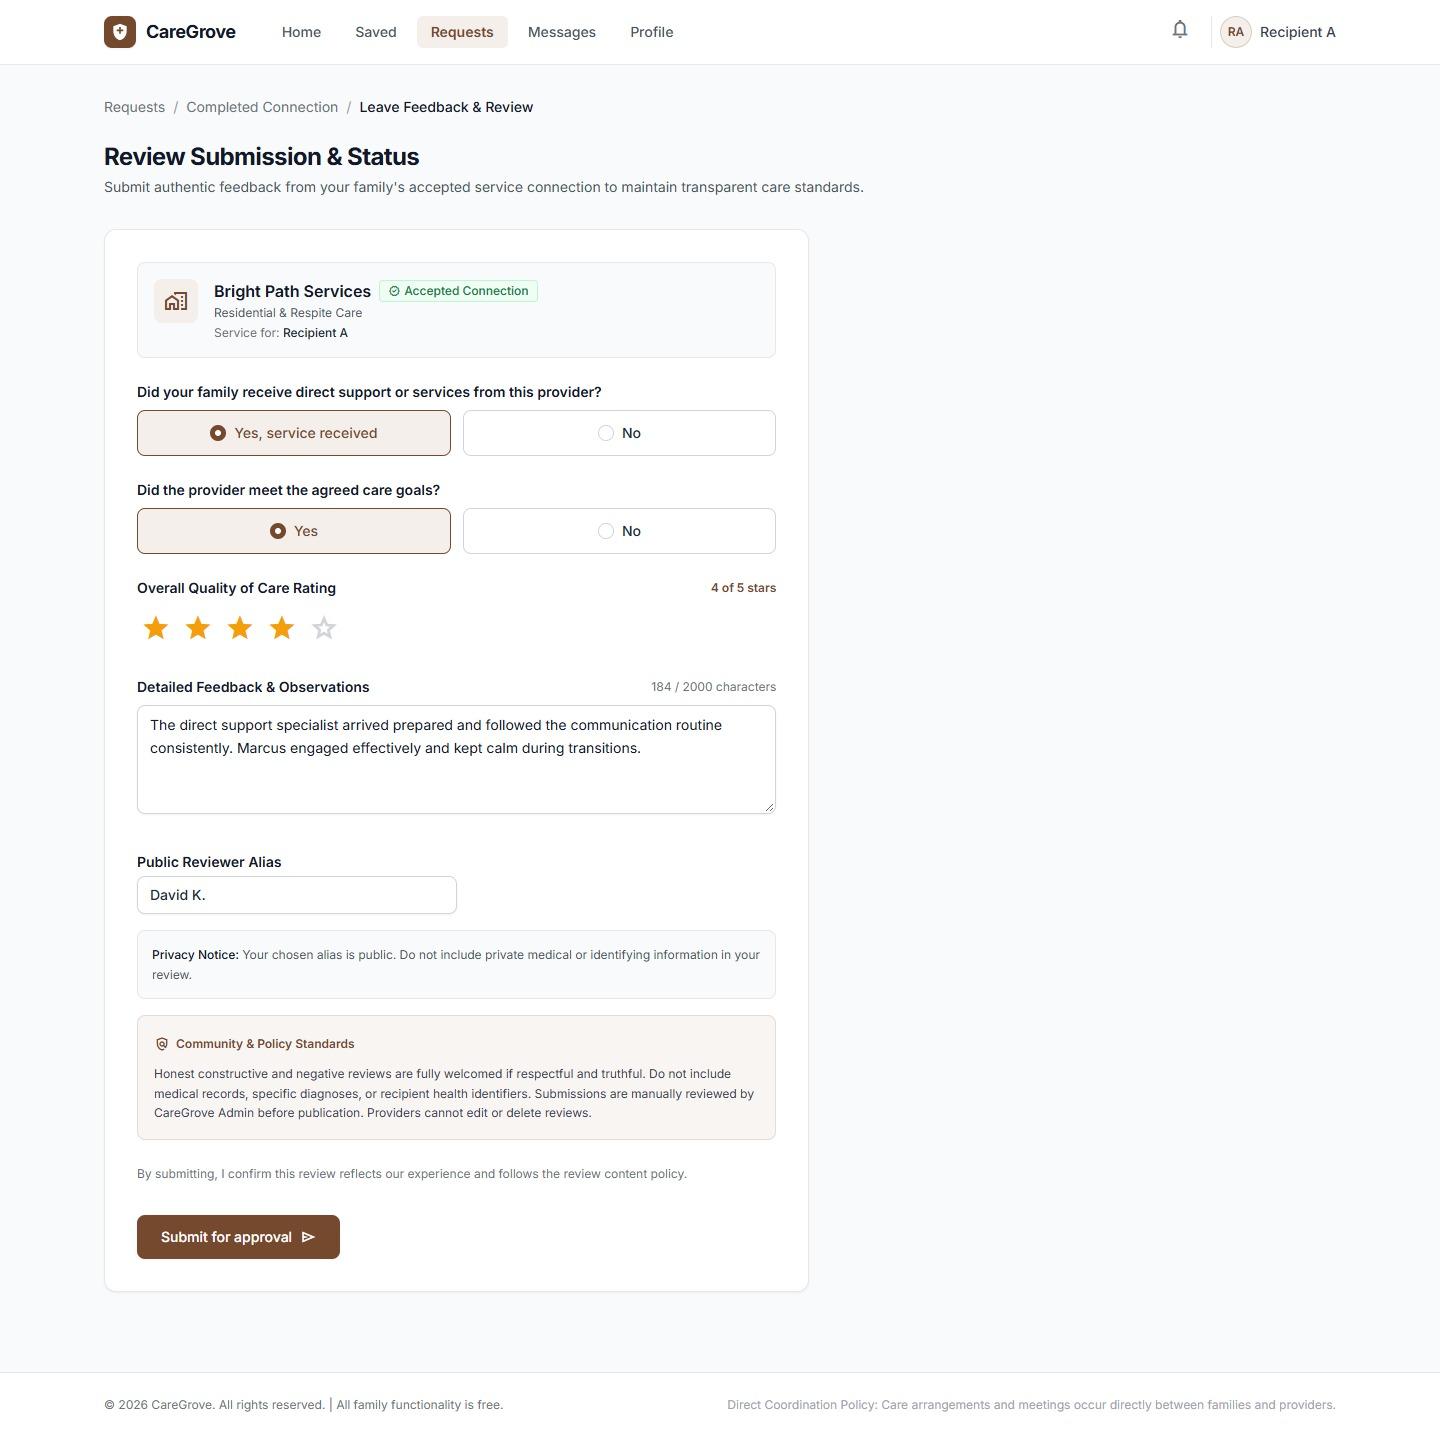 CareGrove
Home
Saved
Requests
Messages
Profile
RA
Recipient A
Requests / Completed Connection / Leave Feedback & Review
Review Submission & Status
Submit authentic feedback from your family's accepted service connection to maintain transparent care standards.
Bright Path Services
Accepted Connection
Residential & Respite Care
Service for: Recipient A
Did your family receive direct support or services from this provider?
Yes, service received
No
Did the provider meet the agreed care goals?
Yes
No
Overall Quality of Care Rating
4 of 5 stars
Detailed Feedback & Observations
184 / 2000 characters
The direct support specialist arrived prepared and followed the communication routine
consistently. Marcus engaged effectively and kept calm during transitions.
Public Reviewer Alias
David K.
Privacy Notice: Your chosen alias is public. Do not include private medical or identifying information in your
review.
Community & Policy Standards
Honest constructive and negative reviews are fully welcomed if respectful and truthful. Do not include
medical records, specific diagnoses, or recipient health identifiers. Submissions are manually reviewed by
CareGrove Admin before publication. Providers cannot edit or delete reviews.
By submitting, I confirm this review reflects our experience and follows the review content policy.
Submit for approval
© 2026 CareGrove. All rights reserved. | All family functionality is free.
Direct Coordination Policy: Care arrangements and meetings occur directly between families and providers.